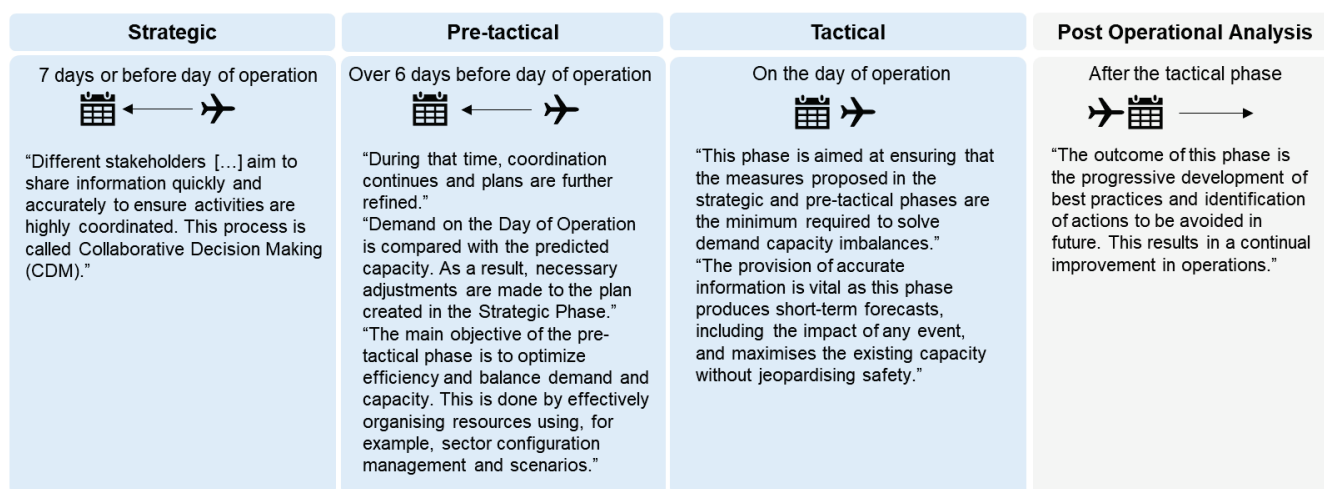 Strategic
7 days or before day of operation
“Different stakeholders […] aim to
share information quickly and
accurately to ensure activities are
highly coordinated. This process is
called Collaborative Decision Making
(CDM).”
Pre-tactical
Over 6 days before day of operation
“During that time, coordination
continues and plans are further
refined.”
“Demand on the Day of Operation
is compared with the predicted
capacity. As a result, necessary
adjustments are made to the plan
created in the Strategic Phase.”
“The main objective of the pre-
tactical phase is to optimize
efficiency and balance demand and
capacity. This is done by effectively
organising resources using, for
example, sector configuration
management and scenarios.”
Tactical
On the day of operation
“This phase is aimed at ensuring that
the measures proposed in the
strategic and pre-tactical phases are
the minimum required to solve
demand capacity imbalances.”
“The provision of accurate
information is vital as this phase
produces short-term forecasts,
including the impact of any event,
and maximises the existing capacity
without jeopardising safety.”
Post Operational Analysis
After the tactical phase
“The outcome of this phase is
the progressive development of
best practices and identification
of actions to be avoided in
future. This results in a continual
improvement in operations.”